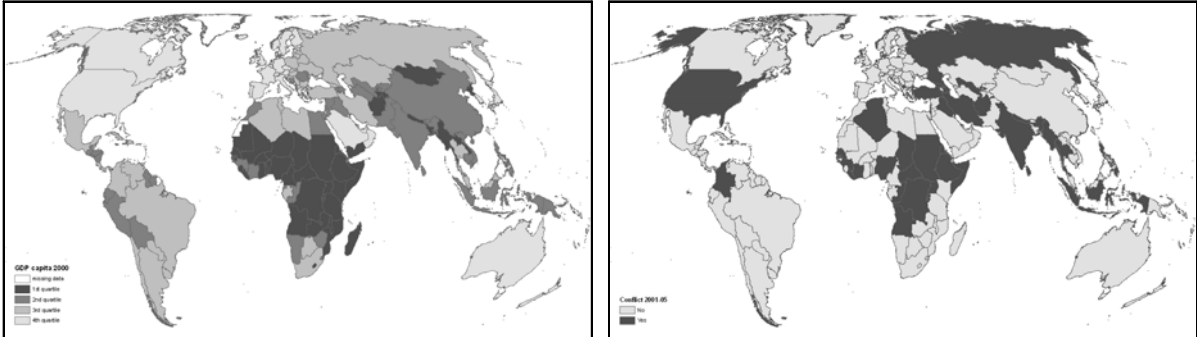 GDP capita 2000
missing data
1st quartile
2nd quartile
3rd quartile
4th quartile
Conflict 2001-05
No
Yes